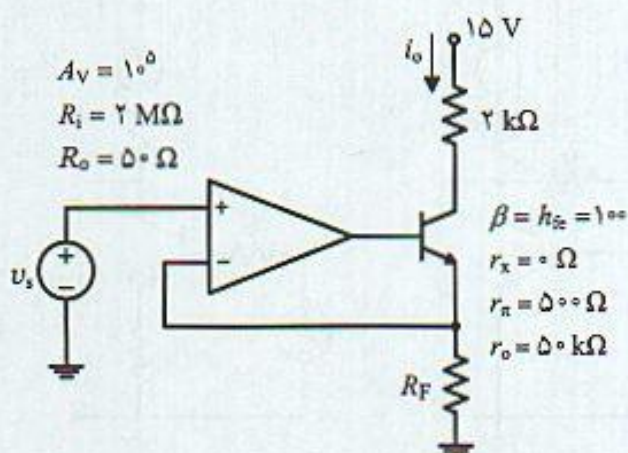 ۱۵ V
i_o
A_V = ۱۰^۵
R_i = ۲ MΩ
۲ kΩ
R_o = ۵۰ Ω
+
β = h_fe = ۱۰۰
−
r_x = ۰ Ω
+
υ_s
−
r_π = ۵۰۰ Ω
r_o = ۵۰ kΩ
R_F